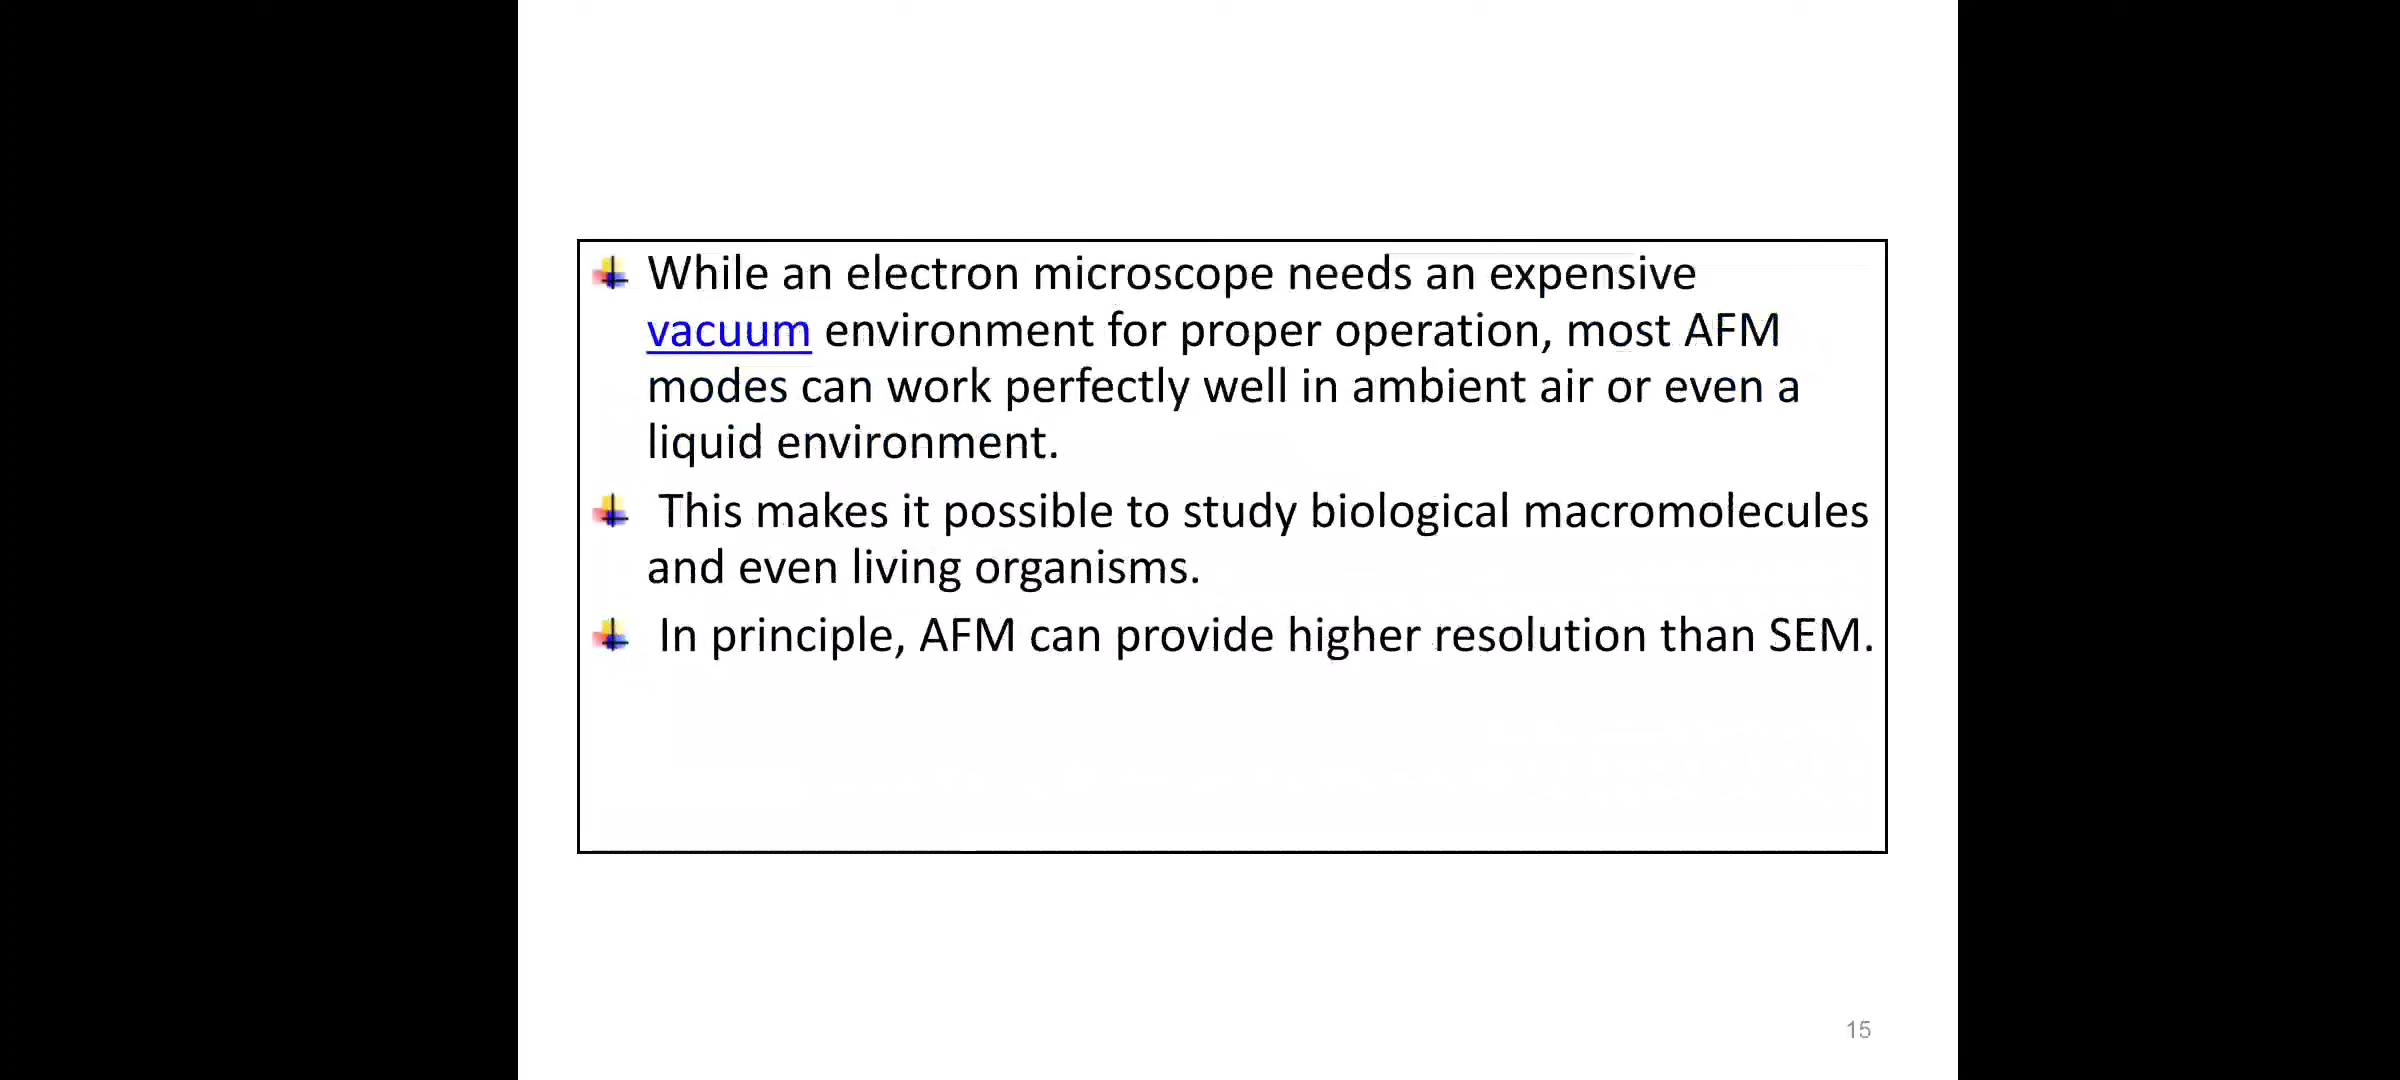 While an electron microscope needs an expensive
vacuum environment for proper operation, most AFM
modes can work perfectly well in ambient air or even a
liquid environment.
This makes it possible to study biological macromolecules
and even living organisms.
In principle, AFM can provide higher resolution than SEM.
15